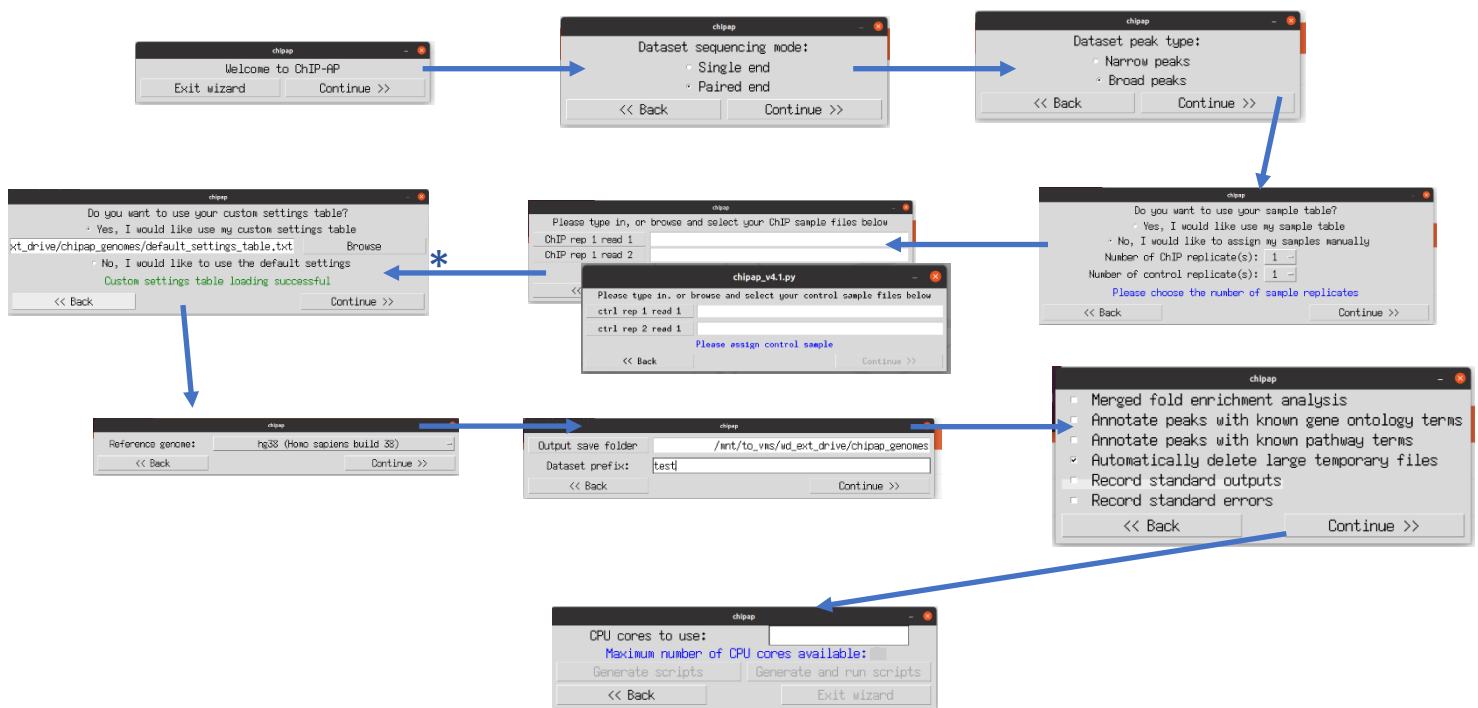 chipap
Welcome to ChIP-AP
Exit wizard Continue >>
chipap
Dataset sequencing mode:
Single end
Paired end
<< Back Continue >>
chipap
Dataset peak type:
Narrow peaks
Broad peaks
<< Back Continue >>
chipap
Do you want to use your sample table?
Yes, I would like use my sample table
No, I would like to assign my samples manually
Number of ChIP replicate(s): 1
Number of control replicate(s): 1
Please choose the number of sample replicates
<< Back Continue >>
chipap
Please type in, or browse and select your ChIP sample files below
ChIP rep 1 read 1
ChIP rep 1 read 2
<<
chipap_v4.1.py
Please type in, or browse and select your control sample files below
ctrl rep 1 read 1
ctrl rep 2 read 1
Please assign control sample
<< Back Continue >>
*
chipap
Do you want to use your custom settings table?
Yes, I would like use my custom settings table
xt_drive/chipap_genomes/default_settings_table.txt Browse
No, I would like to use the default settings
Custom settings table loading successful
<< Back Continue >>
chipap
Reference genome: hg38 (Homo sapiens build 38)
<< Back Continue >>
chipap
Output save folder /mnt/to_vms/wd_ext_drive/chipap_genomes
Dataset prefix: test
<< Back Continue >>
chipap
Merged fold enrichment analysis
Annotate peaks with known gene ontology terms
Annotate peaks with known pathway terms
Automatically delete large temporary files
Record standard outputs
Record standard errors
<< Back Continue >>
chipap
CPU cores to use:
Maximum number of CPU cores available:
Generate scripts Generate and run scripts
<< Back Exit wizard